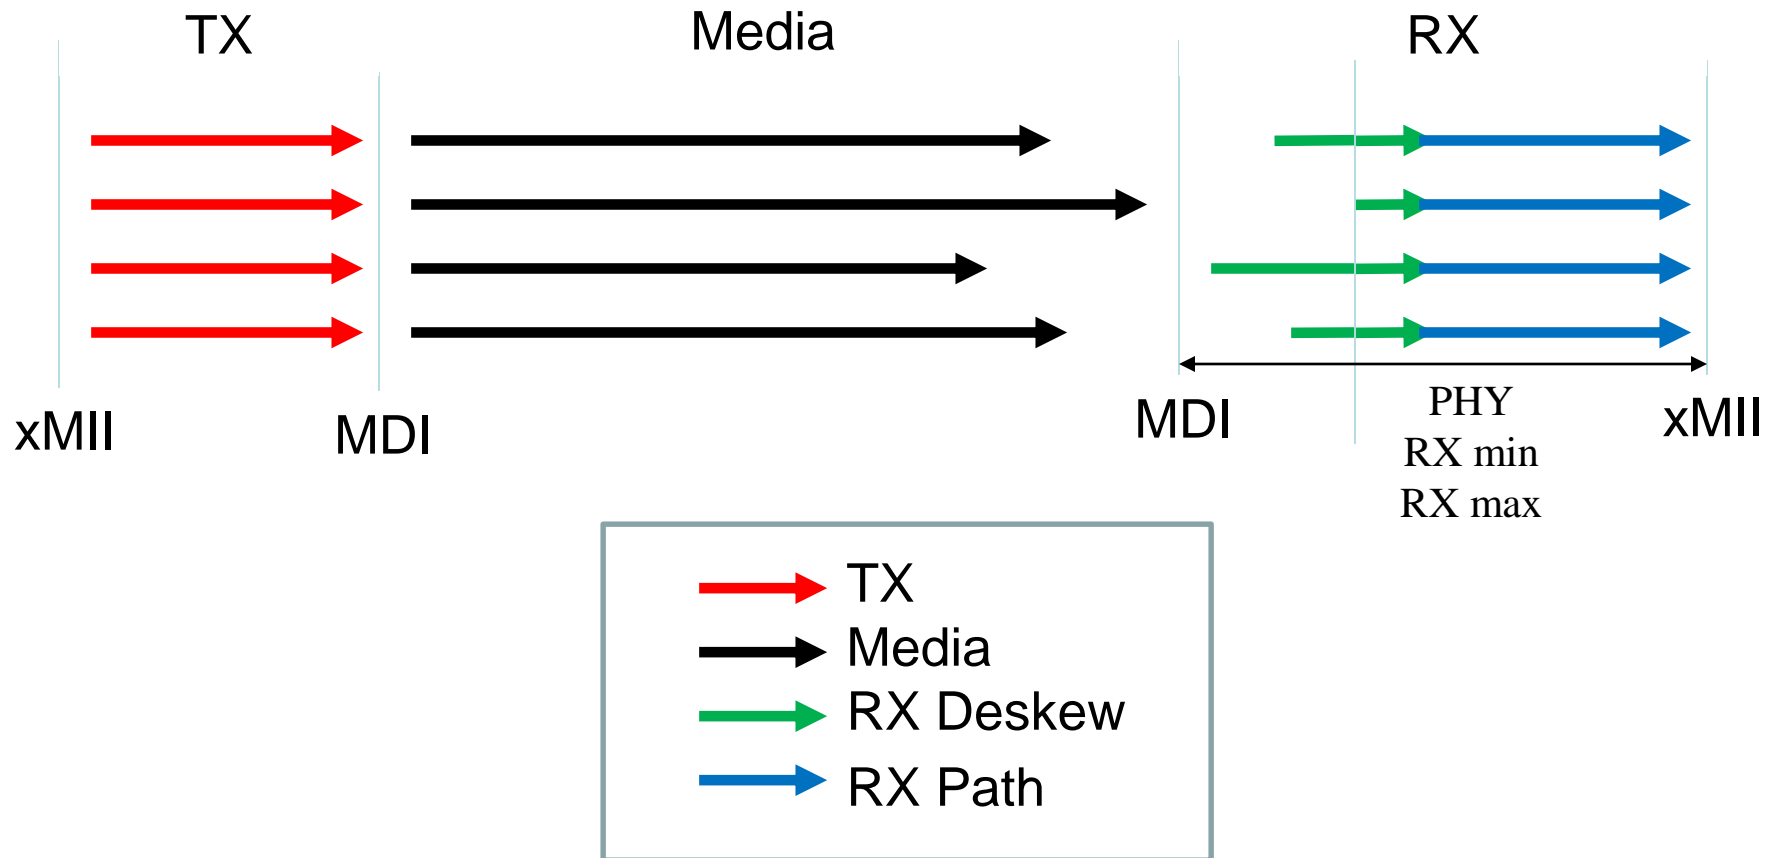 TX
Media
RX
xMII
MDI
MDI
xMII
PHY
RX min
RX max
TX
Media
RX Deskew
RX Path